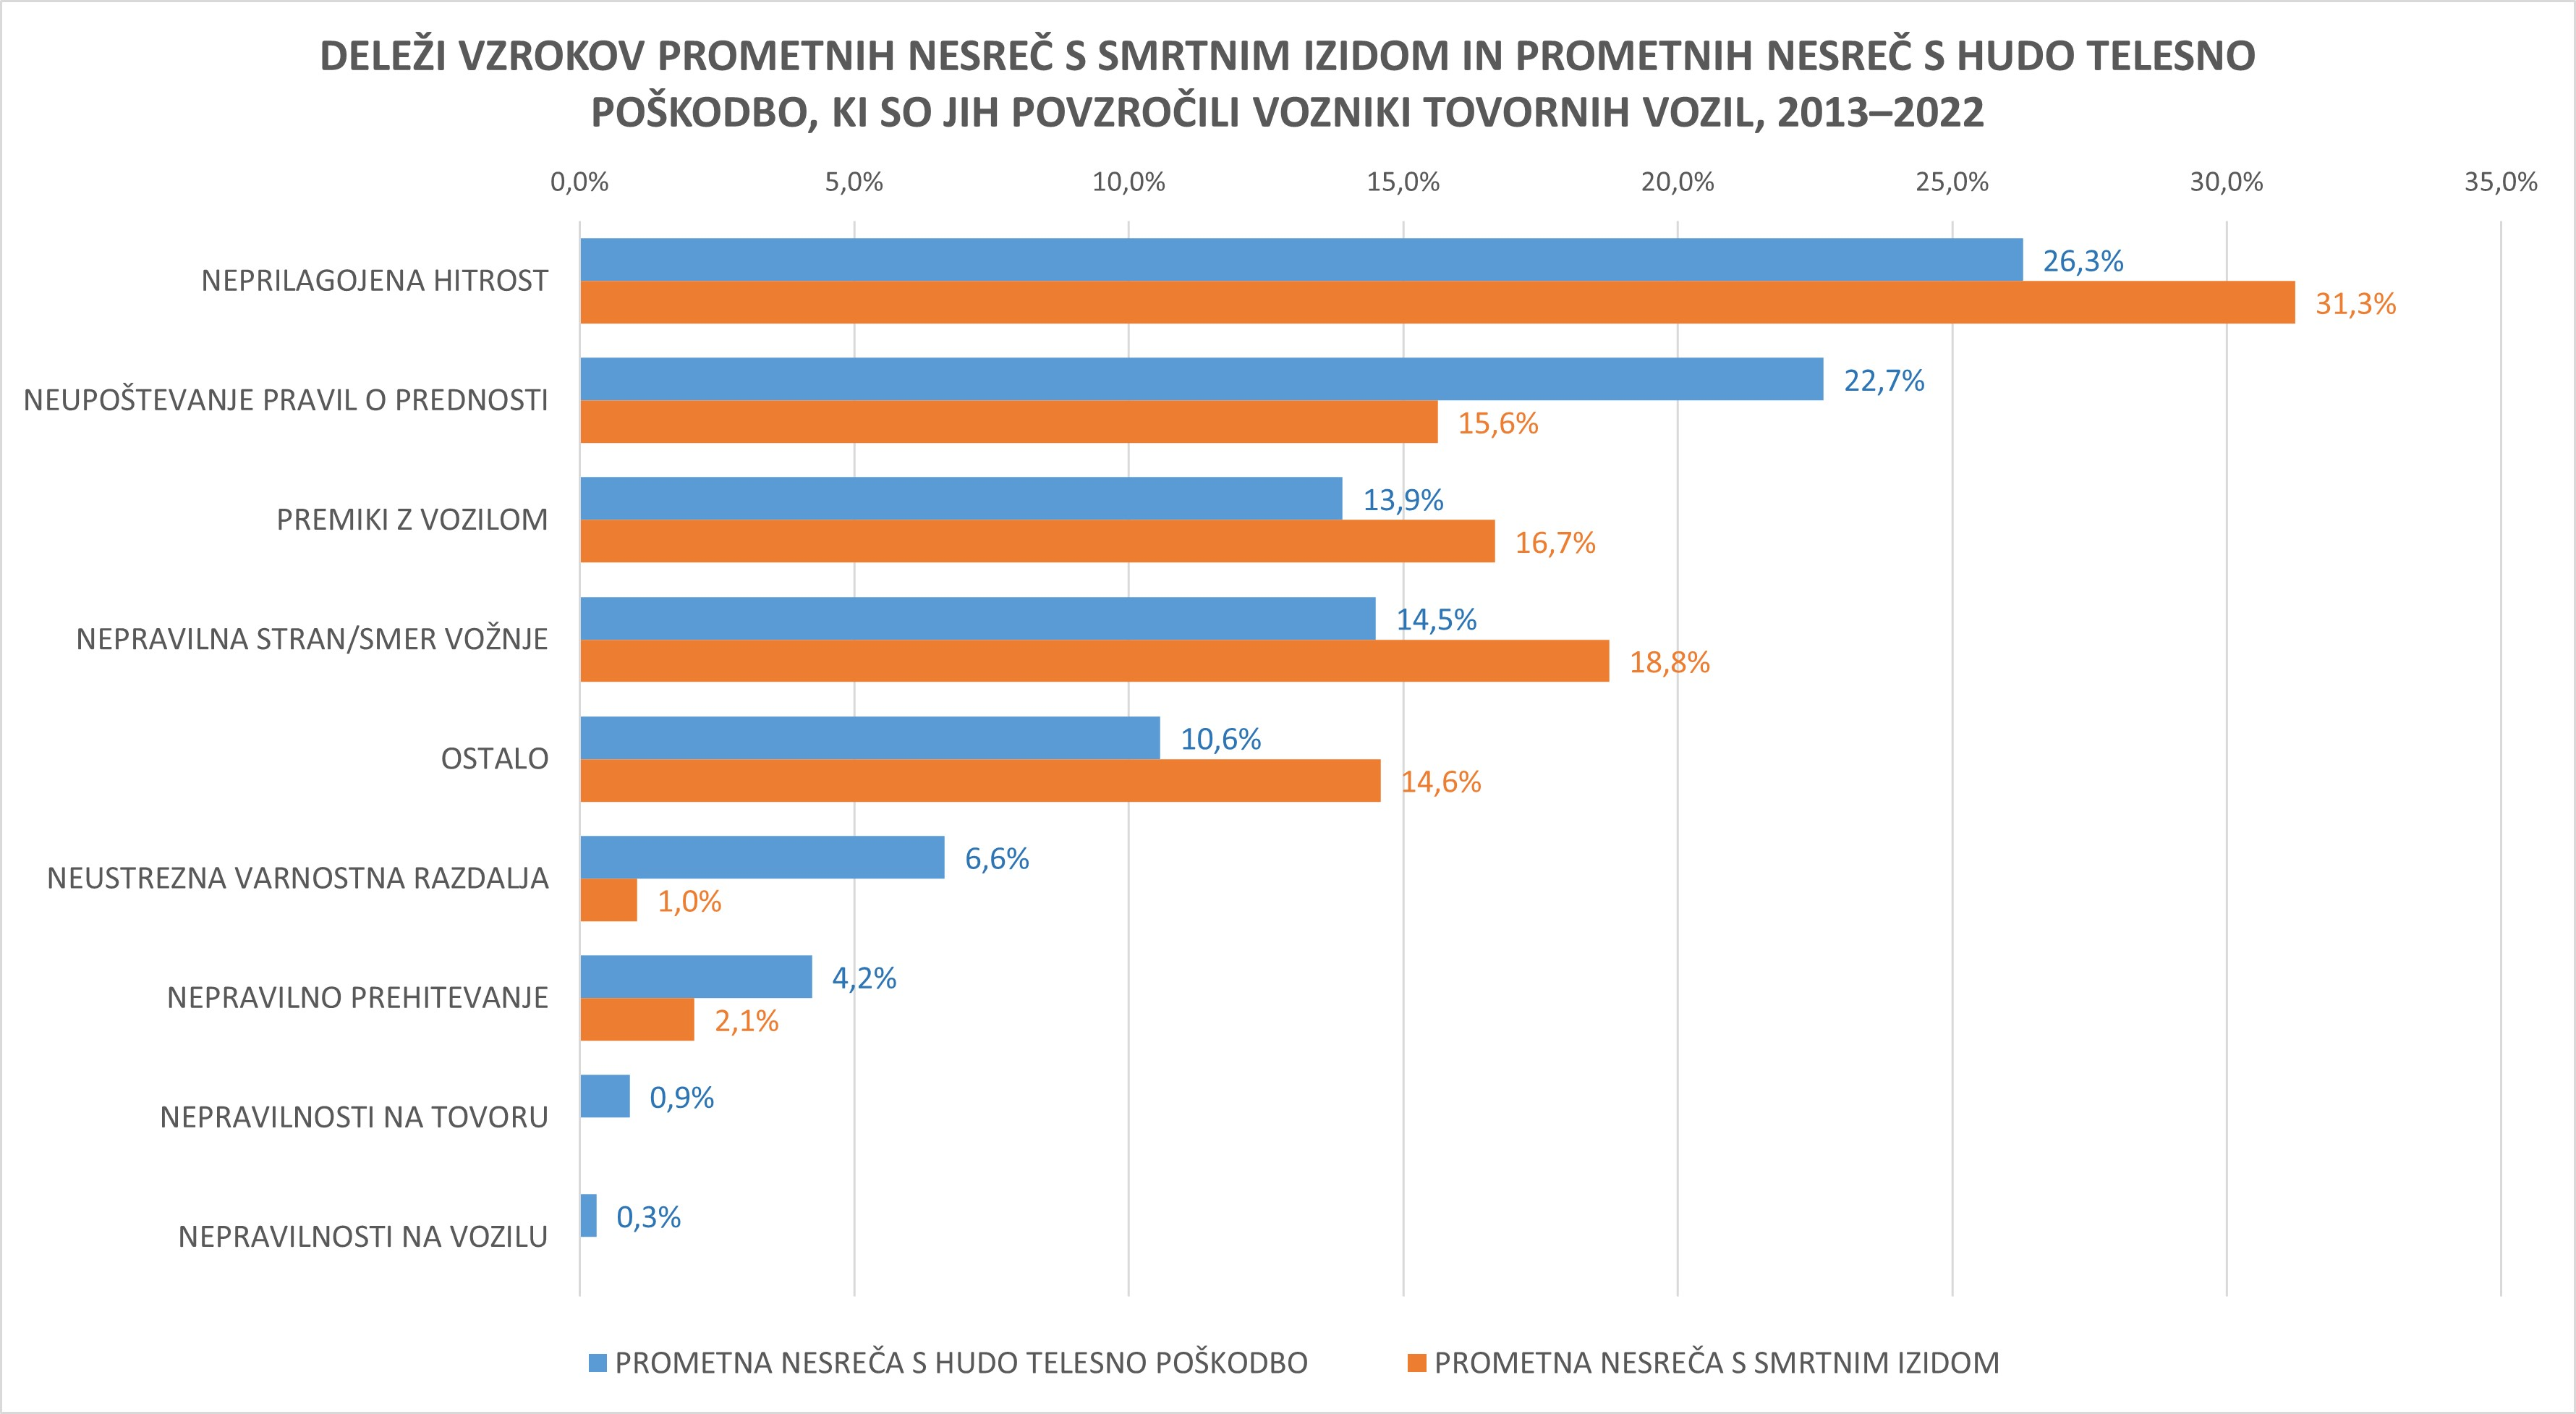 DELEŽI VZROKOV PROMETNIH NESREČ S SMRTNIM IZIDOM IN PROMETNIH NESREČ S HUDO TELESNO
POŠKODBO, KI SO JIH POVZROČILI VOZNIKI TOVORNIH VOZIL, 2013–2022
0,0% 5,0% 10,0% 15,0% 20,0% 25,0% 30,0% 35,0%
NEPRILAGOJENA HITROST
26,3%
31,3%
NEUPOŠTEVANJE PRAVIL O PREDNOSTI
22,7%
15,6%
PREMIKI Z VOZILOM
13,9%
16,7%
NEPRAVILNA STRAN/SMER VOŽNJE
14,5%
18,8%
OSTALO
10,6%
14,6%
NEUSTREZNA VARNOSTNA RAZDALJA
6,6%
1,0%
NEPRAVILNO PREHITEVANJE
4,2%
2,1%
NEPRAVILNOSTI NA TOVORU
0,9%
NEPRAVILNOSTI NA VOZILU
0,3%
PROMETNA NESREČA S HUDO TELESNO POŠKODBO PROMETNA NESREČA S SMRTNIM IZIDOM